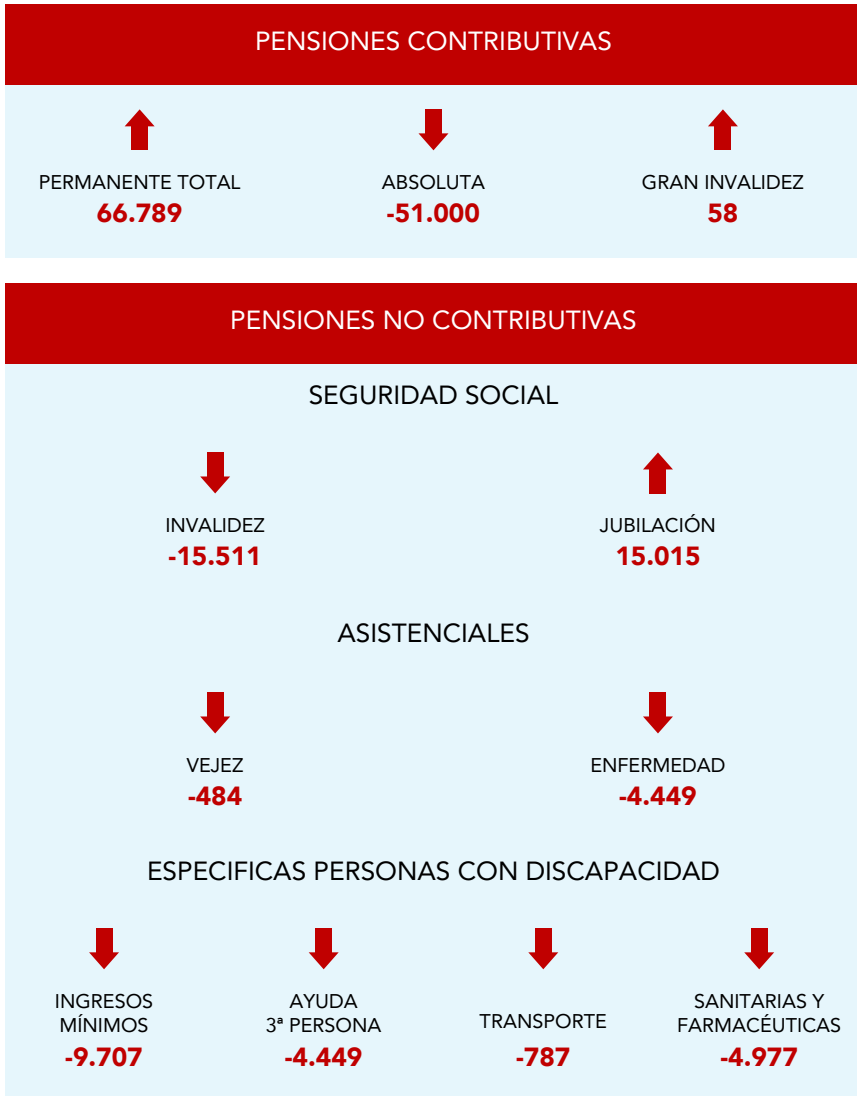 PENSIONES CONTRIBUTIVAS
PERMANENTE TOTAL
66.789
ABSOLUTA
-51.000
GRAN INVALIDEZ
58
PENSIONES NO CONTRIBUTIVAS
SEGURIDAD SOCIAL
INVALIDEZ
-15.511
JUBILACIÓN
15.015
ASISTENCIALES
VEJEZ
-484
ENFERMEDAD
-4.449
ESPECIFICAS PERSONAS CON DISCAPACIDAD
INGRESOS
MÍNIMOS
-9.707
AYUDA
3ª PERSONA
-4.449
TRANSPORTE
-787
SANITARIAS Y
FARMACÉUTICAS
-4.977